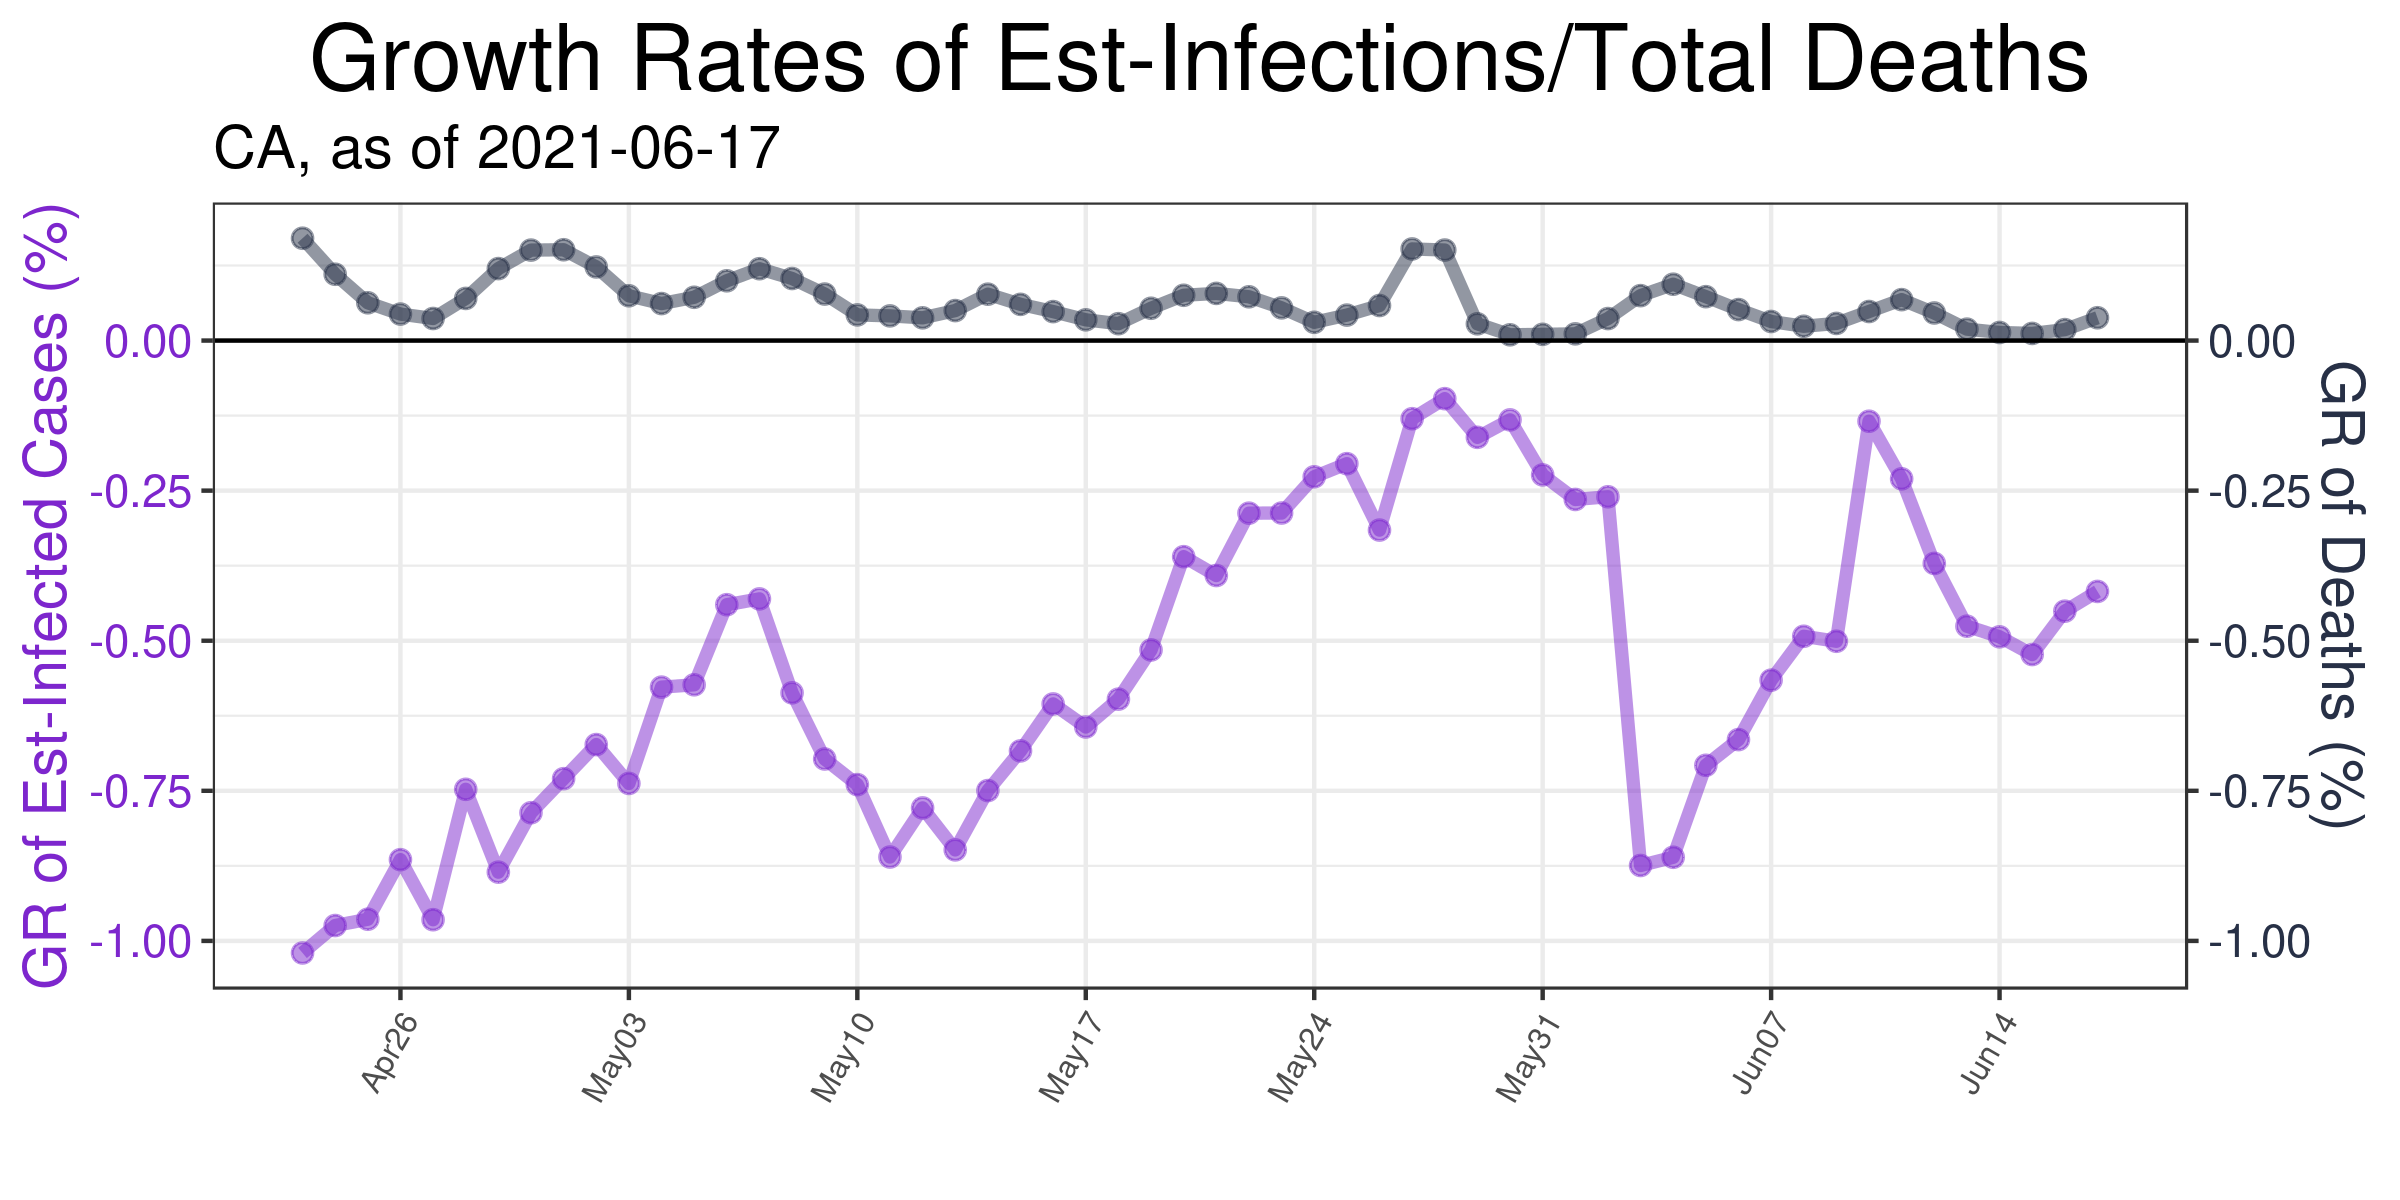 Growth Rates of Est-Infections/Total Deaths
CA, as of 2021-06-17
GR of Est-Infected Cases (%)
0.00
-0.25
-0.50
-0.75
-1.00
0.00
-0.25
-0.50
-0.75
-1.00
GR of Deaths (%)
Apr26
May03
May10
May17
May24
May31
Jun07
Jun14